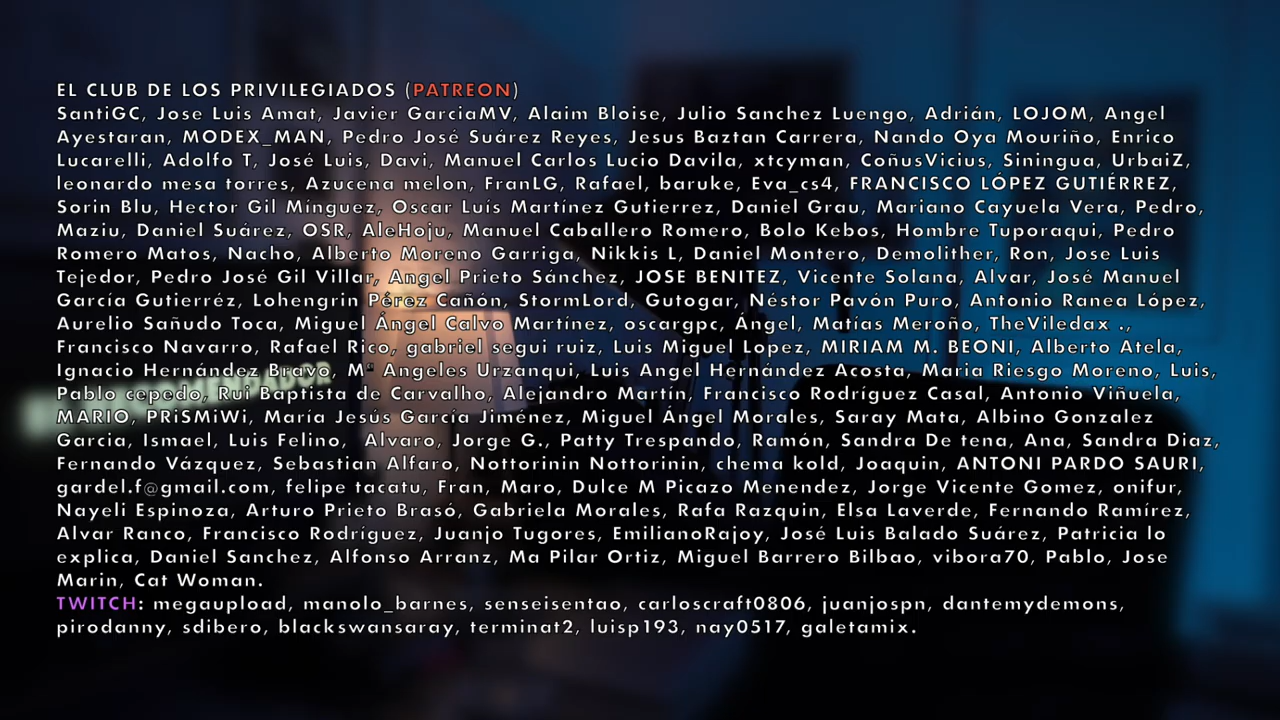 EL CLUB DE LOS PRIVILEGIADOS (PATREON)
SantiGC, Jose Luis Amat, Javier GarciaMV, Alaim Bloise, Julio Sanchez Luengo, Adrián, LOJOM, Angel
Ayestaran, MODEX_MAN, Pedro José Suárez Reyes, Jesus Baztan Carrera, Nando Oya Mouriño, Enrico
Lucarelli, Adolfo T, José Luis, Davi, Manuel Carlos Lucio Davila, xtcyman, CoñusVicius, Siningua, UrbaiZ,
leonardo mesa torres, Azucena melon, FranLG, Rafael, baruke, Eva_cs4, FRANCISCO LÓPEZ GUTIÉRREZ,
Sorin Blu, Hector Gil Mínguez, Oscar Luís Martínez Gutierrez, Daniel Grau, Mariano Cayuela Vera, Pedro,
Maziu, Daniel Suárez, OSR, AleHoju, Manuel Caballero Romero, Bolo Kebos, Hombre Tuporaqui, Pedro
Romero Matos, Nacho, Alberto Moreno Garriga, Nikkis L, Daniel Montero, Demolither, Ron, Jose Luis
Tejedor, Pedro José Gil Villar, Angel Prieto Sánchez, JOSE BENITEZ, Vicente Solana, Alvar, José Manuel
García Gutierréz, Lohengrin Pérez Cañón, StormLord, Gutogar, Néstor Pavón Puro, Antonio Ranea López,
Aurelio Sañudo Toca, Miguel Ángel Calvo Martínez, oscargpc, Ángel, Matías Meroño, TheViledax .,
Francisco Navarro, Rafael Rico, gabriel segui ruiz, Luis Miguel Lopez, MIRIAM M. BEONI, Alberto Atela,
Ignacio Hernández Bravo, Mª Angeles Urzanqui, Luis Angel Hernández Acosta, Maria Riesgo Moreno, Luis,
Pablo cepedo, Rui Baptista de Carvalho, Alejandro Martín, Francisco Rodríguez Casal, Antonio Viñuela,
MARIO, PRiSMiWi, María Jesús García Jiménez, Miguel Ángel Morales, Saray Mata, Albino Gonzalez
Garcia, Ismael, Luis Felino,  Alvaro, Jorge G., Patty Trespando, Ramón, Sandra De tena, Ana, Sandra Diaz,
Fernando Vázquez, Sebastian Alfaro, Nottorinin Nottorinin, chema kold, Joaquin, ANTONI PARDO SAURI,
gardel.f@gmail.com, felipe tacatu, Fran, Maro, Dulce M Picazo Menendez, Jorge Vicente Gomez, onifur,
Nayeli Espinoza, Arturo Prieto Brasó, Gabriela Morales, Rafa Razquin, Elsa Laverde, Fernando Ramírez,
Alvar Ranco, Francisco Rodríguez, Juanjo Tugores, EmilianoRajoy, José Luis Balado Suárez, Patricia lo
explica, Daniel Sanchez, Alfonso Arranz, Ma Pilar Ortiz, Miguel Barrero Bilbao, vibora70, Pablo, Jose
Marin, Cat Woman.
TWITCH: megaupload, manolo_barnes, senseisentao, carloscraft0806, juanjospn, dantemydemons,
pirodanny, sdibero, blackswansaray, terminat2, luisp193, nay0517, galetamix.